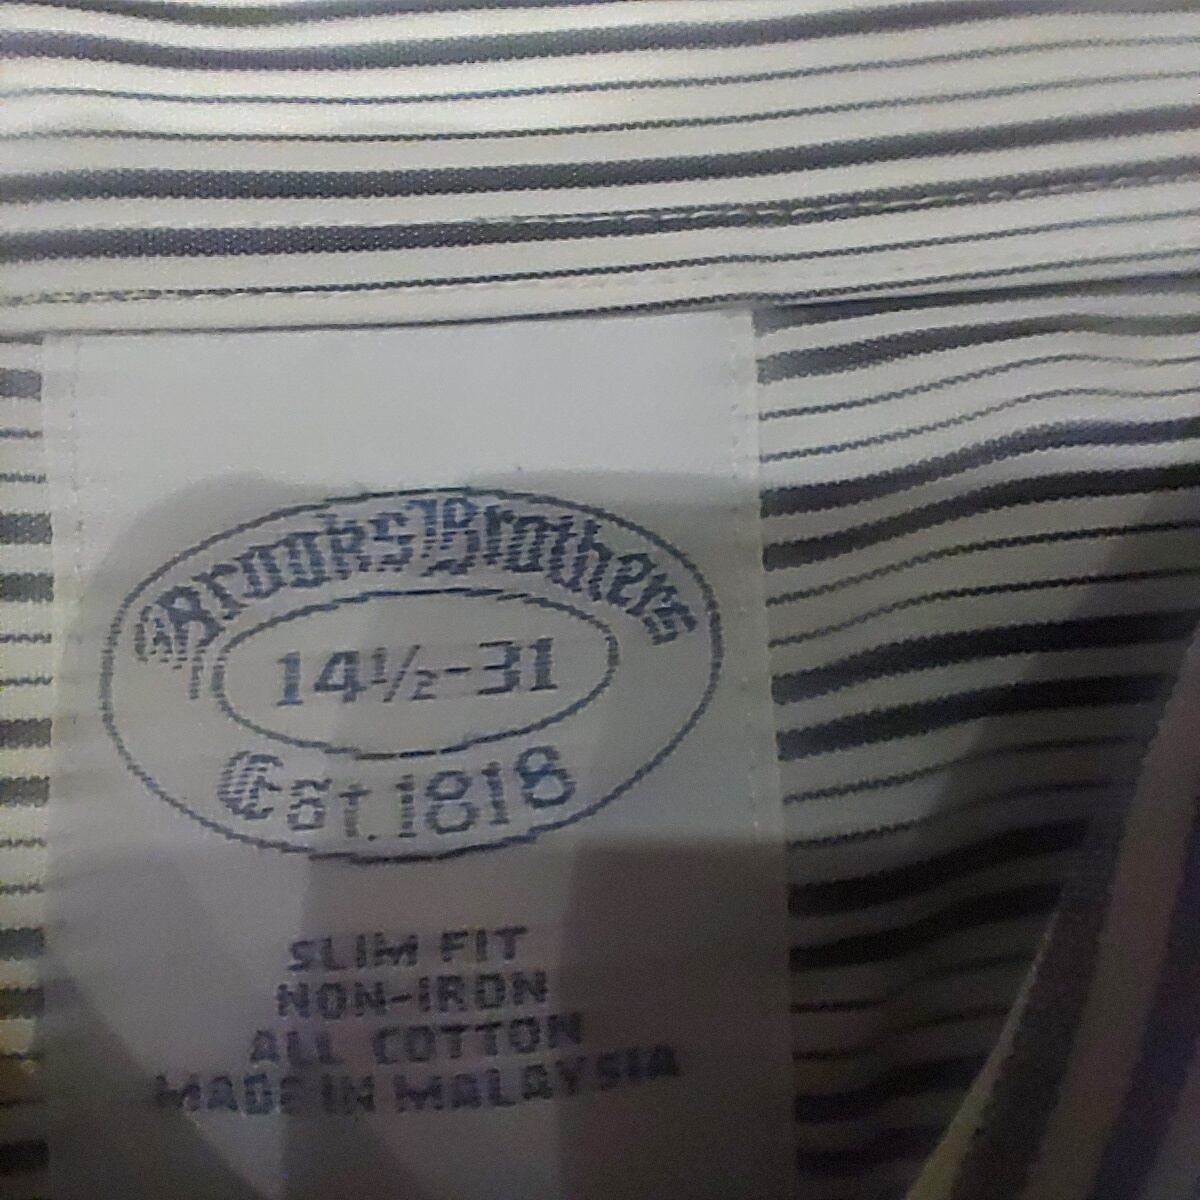 Brooks Brothers
14½-31
Est. 1818
SLIM FIT
NON-IRON
ALL COTTON
MADE IN MALAYSIA